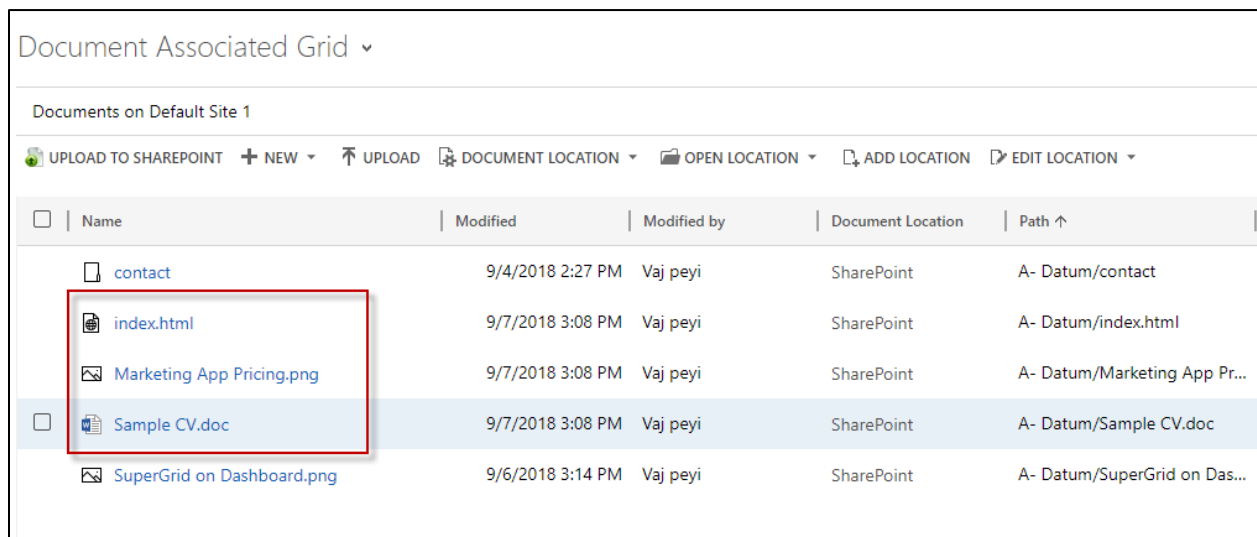 Document Associated Grid
Documents on Default Site 1
UPLOAD TO SHAREPOINT NEW UPLOAD DOCUMENT LOCATION OPEN LOCATION ADD LOCATION EDIT LOCATION
Name Modified Modified by Document Location Path ↑
contact 9/4/2018 2:27 PM Vaj peyi SharePoint A- Datum/contact
index.html 9/7/2018 3:08 PM Vaj peyi SharePoint A- Datum/index.html
Marketing App Pricing.png 9/7/2018 3:08 PM Vaj peyi SharePoint A- Datum/Marketing App Pr...
Sample CV.doc 9/7/2018 3:08 PM Vaj peyi SharePoint A- Datum/Sample CV.doc
SuperGrid on Dashboard.png 9/6/2018 3:14 PM Vaj peyi SharePoint A- Datum/SuperGrid on Das...